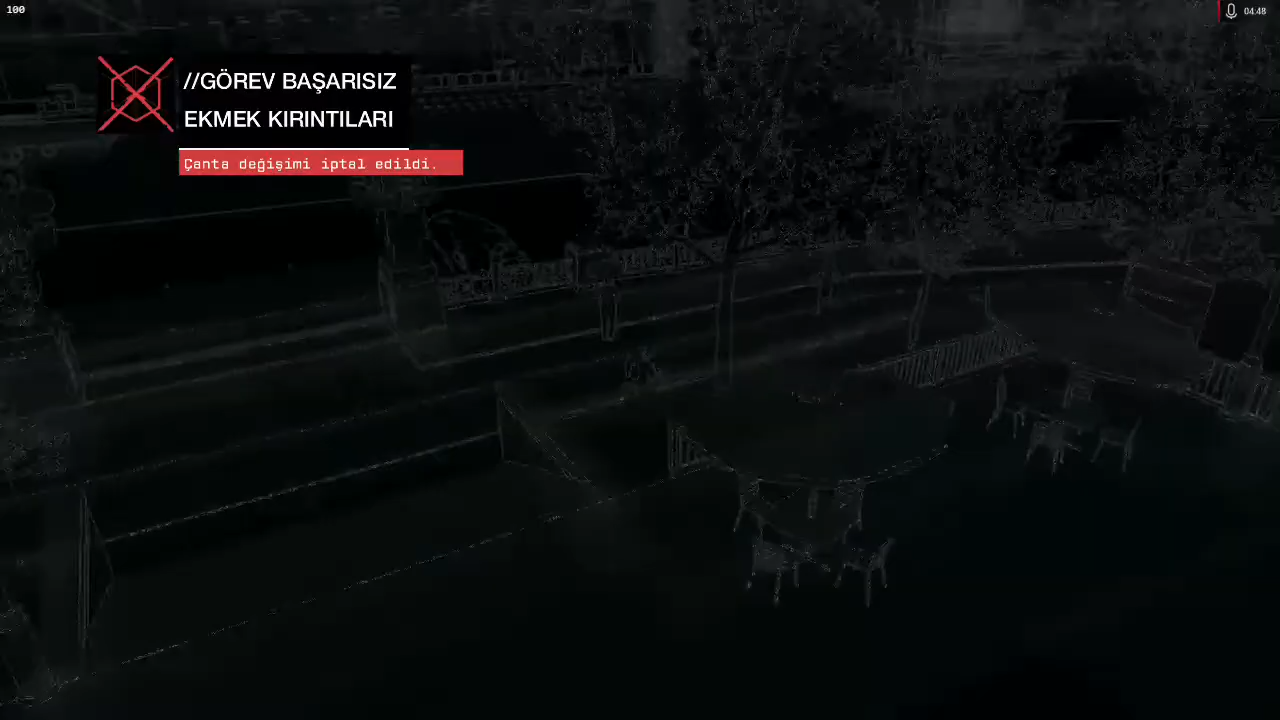 100
04:48
//GÖREV BAŞARISIZ
EKMEK KIRINTILARI
Çanta değişimi iptal edildi.